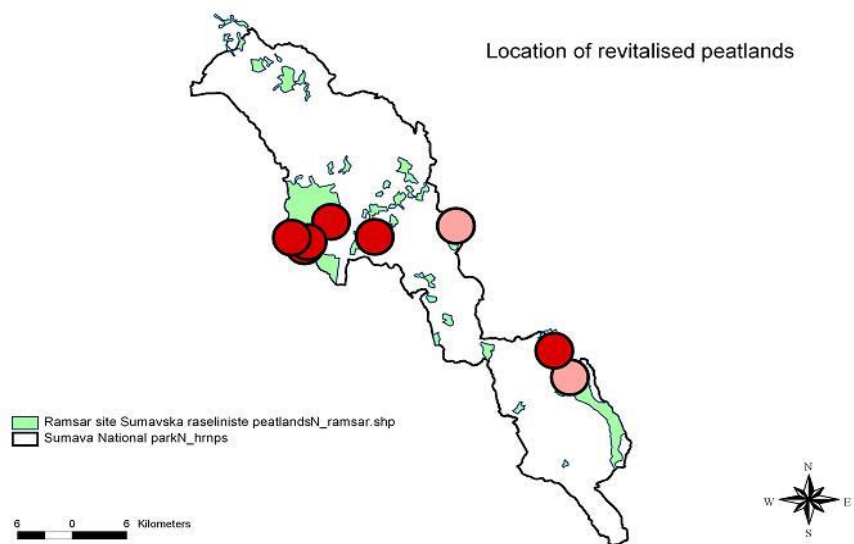 Location of revitalised peatlands
Ramsar site Sumavska raseliniste peatlandsN_ramsar.shp
Sumava National parkN_hrnps
6 0 6 Kilometers
N
W E
S